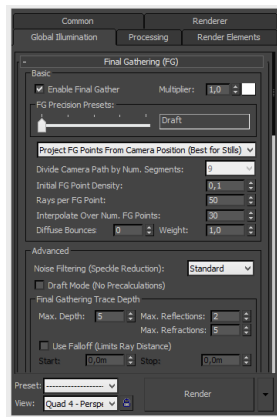 Common Renderer
Global Illumination Processing Render Elements
- Final Gathering (FG)
Basic
Enable Final Gather Multiplier: 1,0
FG Precision Presets:
Draft
Project FG Points From Camera Position (Best for Stills)
Divide Camera Path by Num. Segments: 9
Initial FG Point Density: 0,1
Rays per FG Point: 50
Interpolate Over Num. FG Points: 30
Diffuse Bounces 0 Weight: 1,0
Advanced
Noise Filtering (Speckle Reduction): Standard
Draft Mode (No Precalculations)
Final Gathering Trace Depth
Max. Depth: 5 Max. Reflections: 2
Max. Refractions: 5
Use Falloff (Limits Ray Distance)
Start: 0,0m Stop: 0,0m
Preset: --------------------
View: Quad 4 - Perspe Render